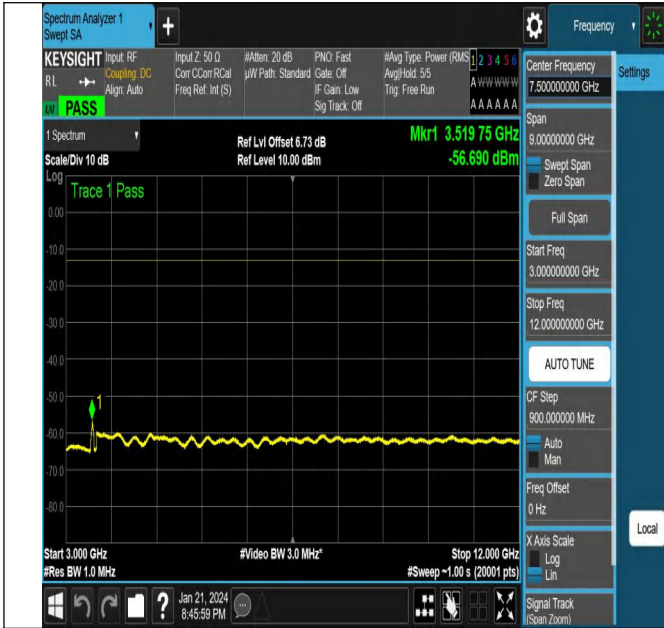 Spectrum Analyzer 1
Swept SA
+
Frequency
KEYSIGHT
RL
LXI
PASS
Input: RF
Coupling: DC
Align: Auto
Input Z: 50 Ω
Corr CCorr RCal
Freq Ref: Int (S)
#Atten: 20 dB
µW Path: Standard
PNO: Fast
Gate: Off
IF Gain: Low
Sig Track: Off
#Avg Type: Power (RMS
Avg|Hold: 5/5
Trig: Free Run
1 2 3 4 5 6
A W W W W W
A A A A A A
1 Spectrum
Scale/Div 10 dB
Ref Lvl Offset 6.73 dB
Ref Level 10.00 dBm
Mkr1 3.519 75 GHz
-56.690 dBm
Log
Trace 1 Pass
0.00
-10.0
-20.0
-30.0
-40.0
-50.0
-60.0
-70.0
-80.0
1
Start 3.000 GHz
#Res BW 1.0 MHz
#Video BW 3.0 MHz*
Stop 12.000 GHz
#Sweep ~1.00 s (20001 pts)
Center Frequency
7.500000000 GHz
Span
9.00000000 GHz
Swept Span
Zero Span
Full Span
Start Freq
3.000000000 GHz
Stop Freq
12.000000000 GHz
AUTO TUNE
CF Step
900.000000 MHz
Auto
Man
Freq Offset
0 Hz
X Axis Scale
Log
Lin
Signal Track
(Span Zoom)
Settings
Local
?
Jan 21, 2024
8:45:59 PM